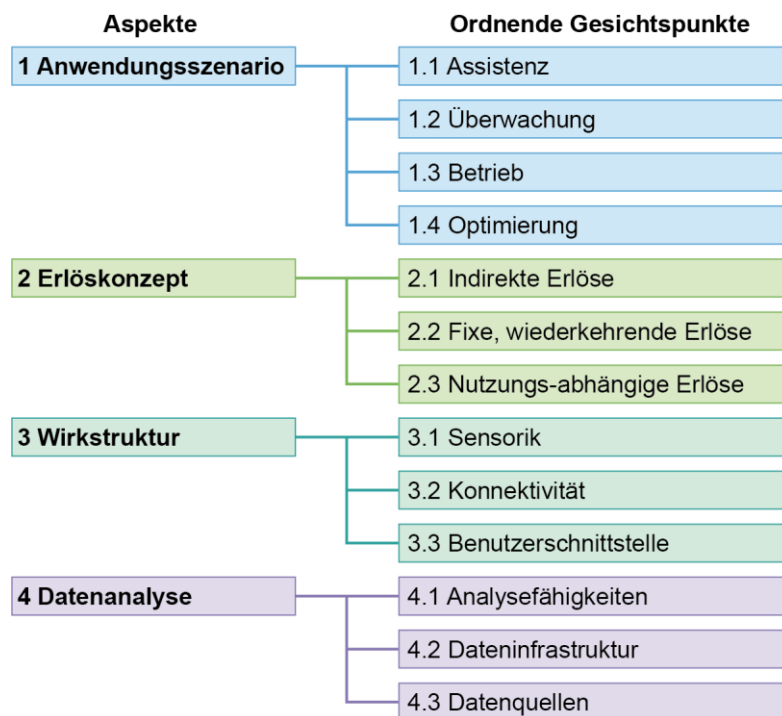 Aspekte
Ordnende Gesichtspunkte
1 Anwendungsszenario
1.1 Assistenz
1.2 Überwachung
1.3 Betrieb
1.4 Optimierung
2 Erlöskonzept
2.1 Indirekte Erlöse
2.2 Fixe, wiederkehrende Erlöse
2.3 Nutzungs-abhängige Erlöse
3 Wirkstruktur
3.1 Sensorik
3.2 Konnektivität
3.3 Benutzerschnittstelle
4 Datenanalyse
4.1 Analysefähigkeiten
4.2 Dateninfrastruktur
4.3 Datenquellen